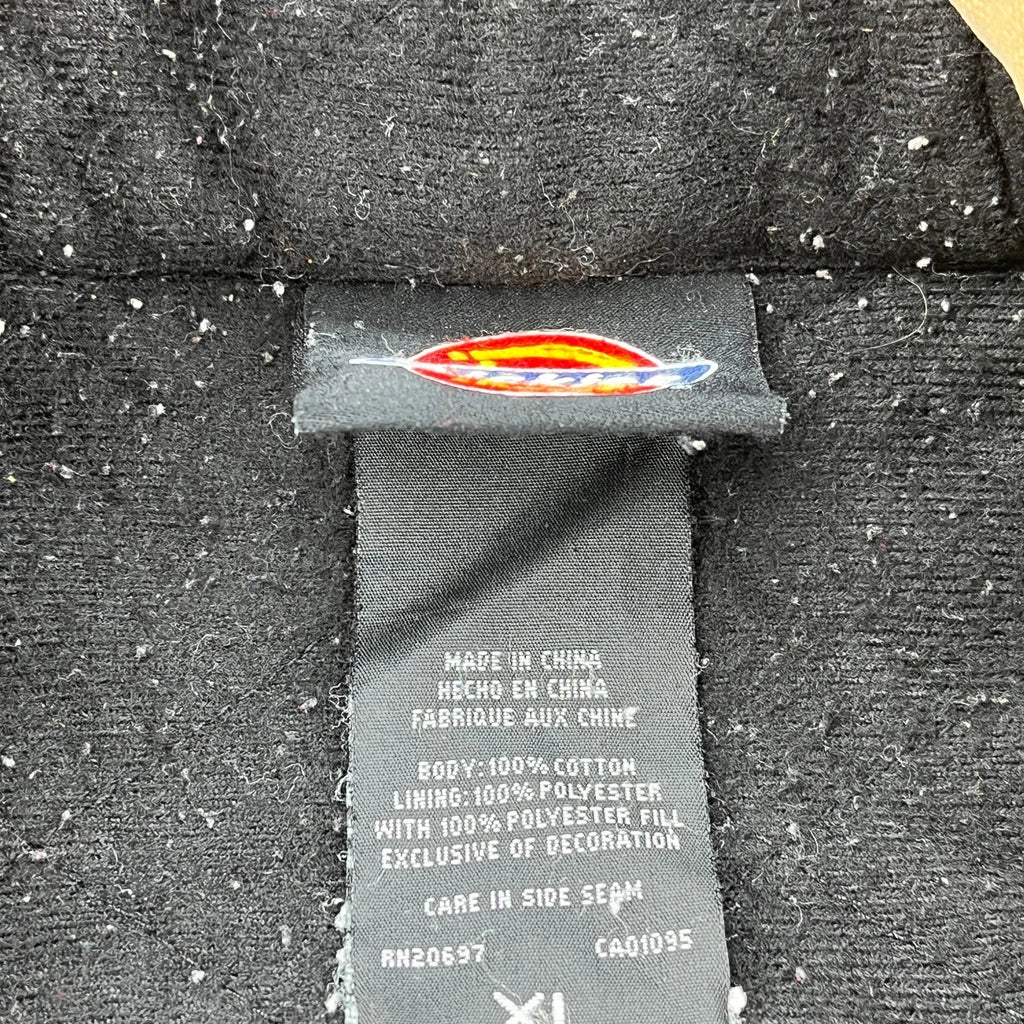 MADE IN CHINA
HECHO EN CHINA
FABRIQUE AUX CHINE
BODY: 100% COTTON
LINING: 100% POLYESTER
WITH 100% POLYESTER FILL
EXCLUSIVE OF DECORATION
CARE IN SIDE SEAM
RN20697 CA01095
XL